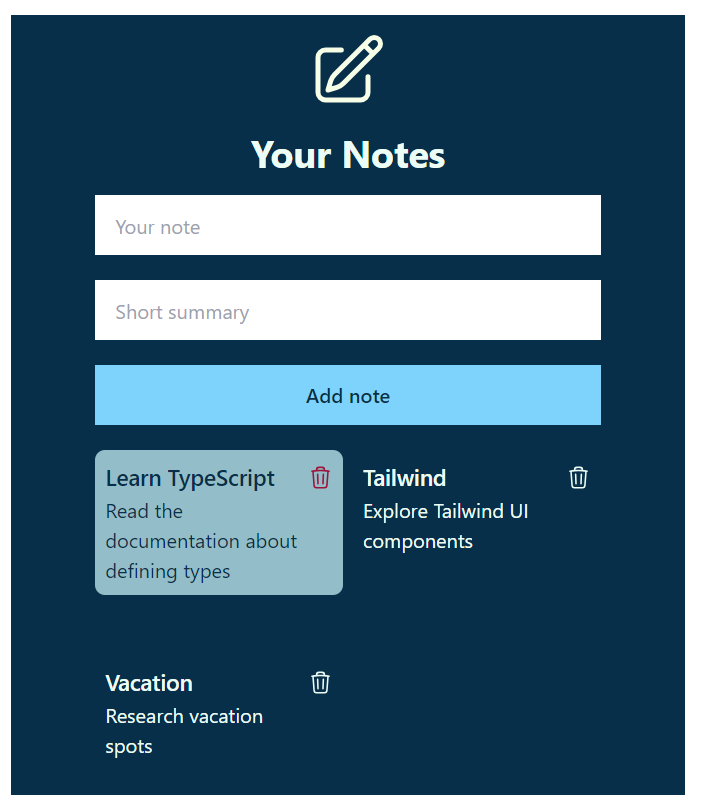 Your Notes
Your note
Short summary
Add note
Learn TypeScript
Read the
documentation about
defining types
Tailwind
Explore Tailwind UI
components
Vacation
Research vacation
spots